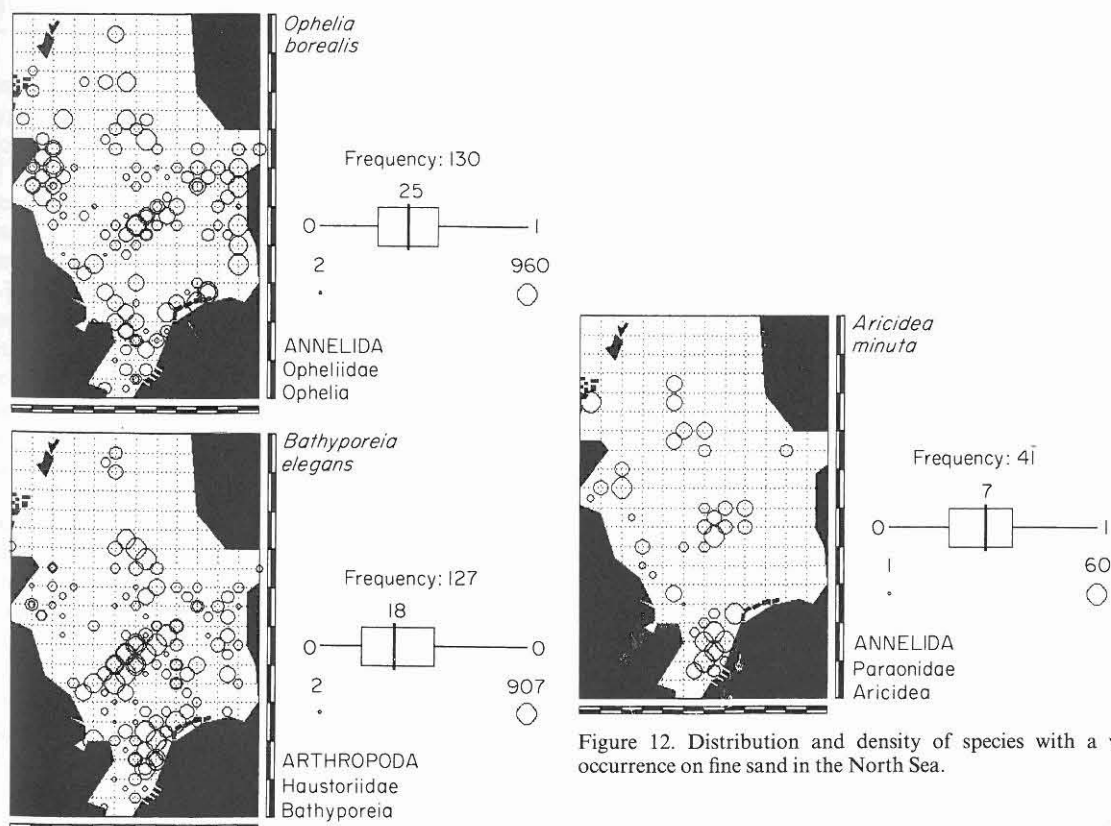 Ophelia
borealis
Frequency: 130
25
0
1
2
960
ANNELIDA
Opheliidae
Ophelia
Bathyporeia
elegans
Frequency: 127
18
0
0
2
907
ARTHROPODA
Haustoriidae
Bathyporeia
Aricidea
minuta
Frequency: 41
7
0
1
1
60
ANNELIDA
Paraonidae
Aricidea
Figure 12. Distribution and density of species with a
occurrence on fine sand in the North Sea.